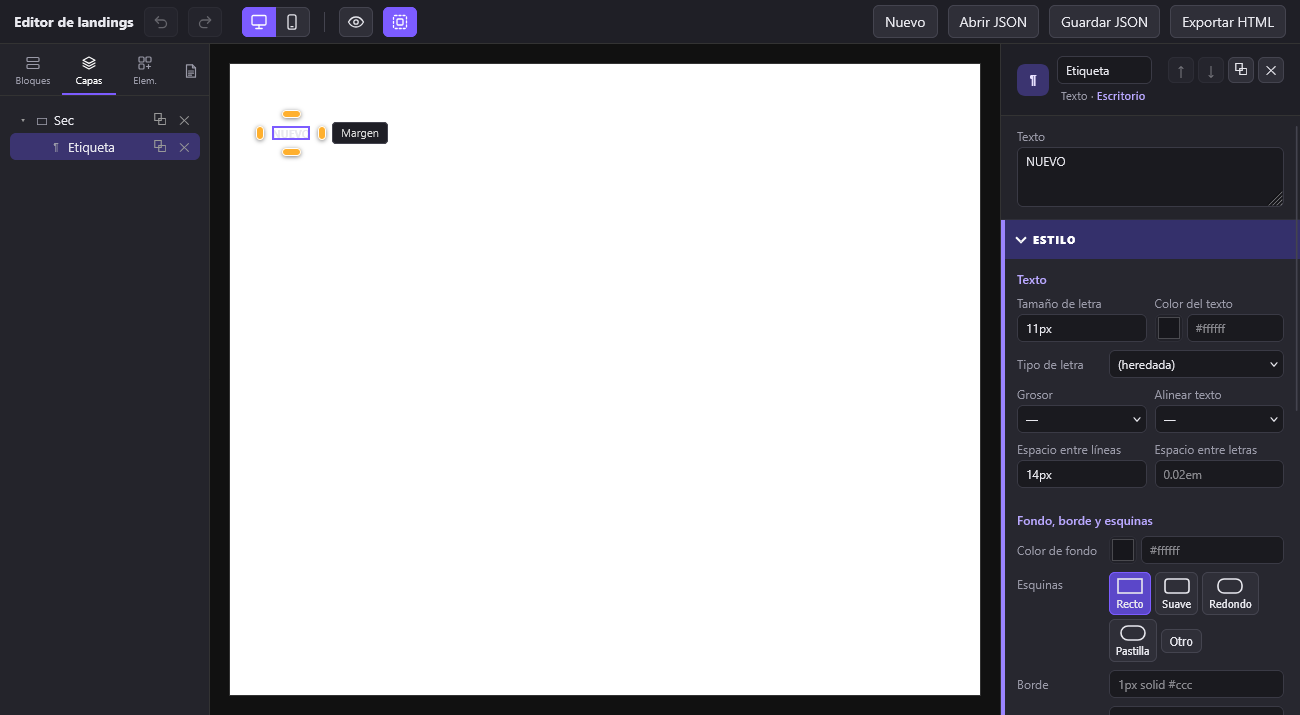 Editor de landings
Nuevo
Abrir JSON
Guardar JSON
Exportar HTML
Bloques
Capas
Elem.
Sec
Etiqueta
NUEVO
Margen
Etiqueta
Texto · Escritorio
Texto
NUEVO
ESTILO
Texto
Tamaño de letra
Color del texto
11px
#ffffff
Tipo de letra
(heredada)
Grosor
Alinear texto
—
—
Espacio entre líneas
Espacio entre letras
14px
0.02em
Fondo, borde y esquinas
Color de fondo
#ffffff
Esquinas
Recto
Suave
Redondo
Pastilla
Otro
Borde
1px solid #ccc